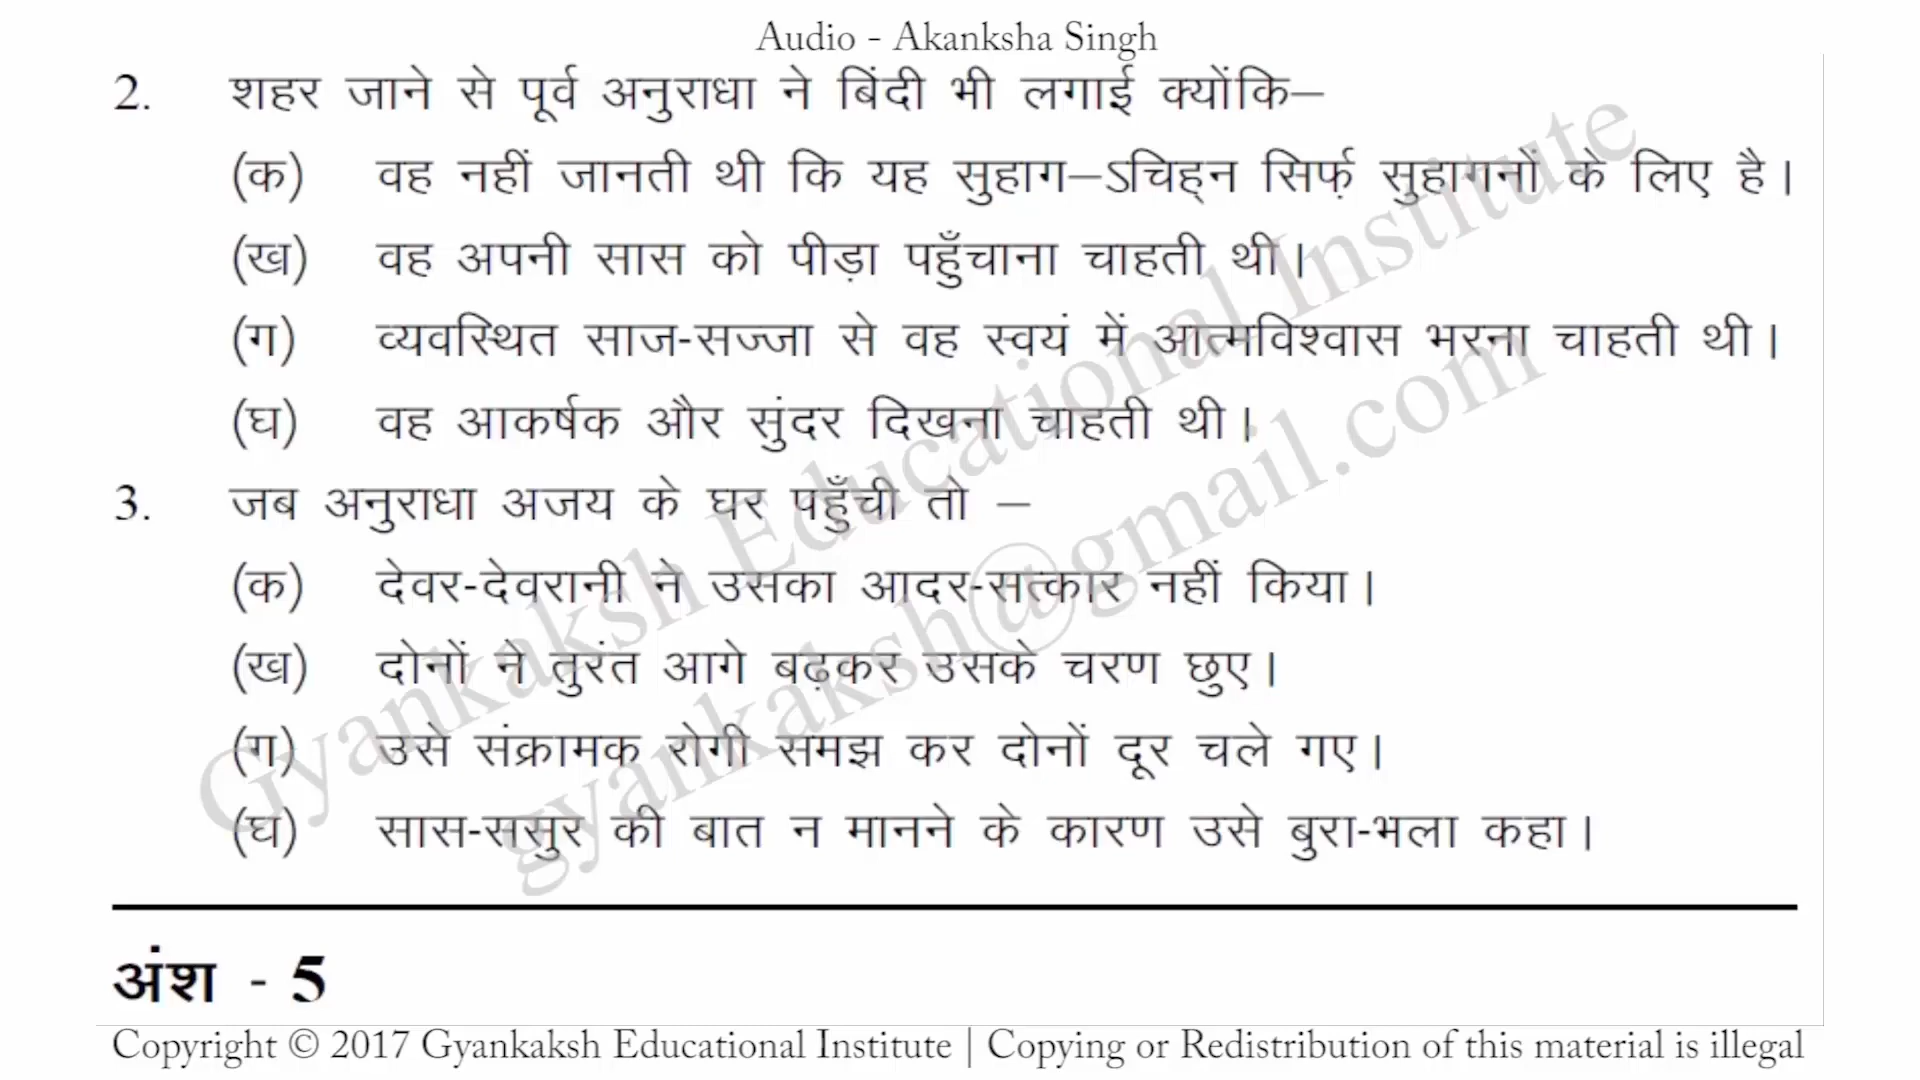 Audio - Akanksha Singh
2. शहर जाने से पूर्व अनुराधा ने बिंदी भी लगाई क्योंकि–
(क) वह नहीं जानती थी कि यह सुहाग–ऽचिह्न सिर्फ़ सुहागनों के लिए है।
(ख) वह अपनी सास को पीड़ा पहुँचाना चाहती थी।
(ग) व्यवस्थित साज-सज्जा से वह स्वयं में आत्मविश्वास भरना चाहती थी।
(घ) वह आकर्षक और सुंदर दिखना चाहती थी।
3. जब अनुराधा अजय के घर पहुँची तो –
(क) देवर-देवरानी ने उसका आदर-सत्कार नहीं किया।
(ख) दोनों ने तुरंत आगे बढ़कर उसके चरण छुए।
(ग) उसे संक्रामक रोगी समझ कर दोनों दूर चले गए।
(घ) सास-ससुर की बात न मानने के कारण उसे बुरा-भला कहा।
अंश - 5
Copyright © 2017 Gyankaksh Educational Institute | Copying or Redistribution of this material is illegal
Gyankaksh Educational Institute
gyankaksh@gmail.com